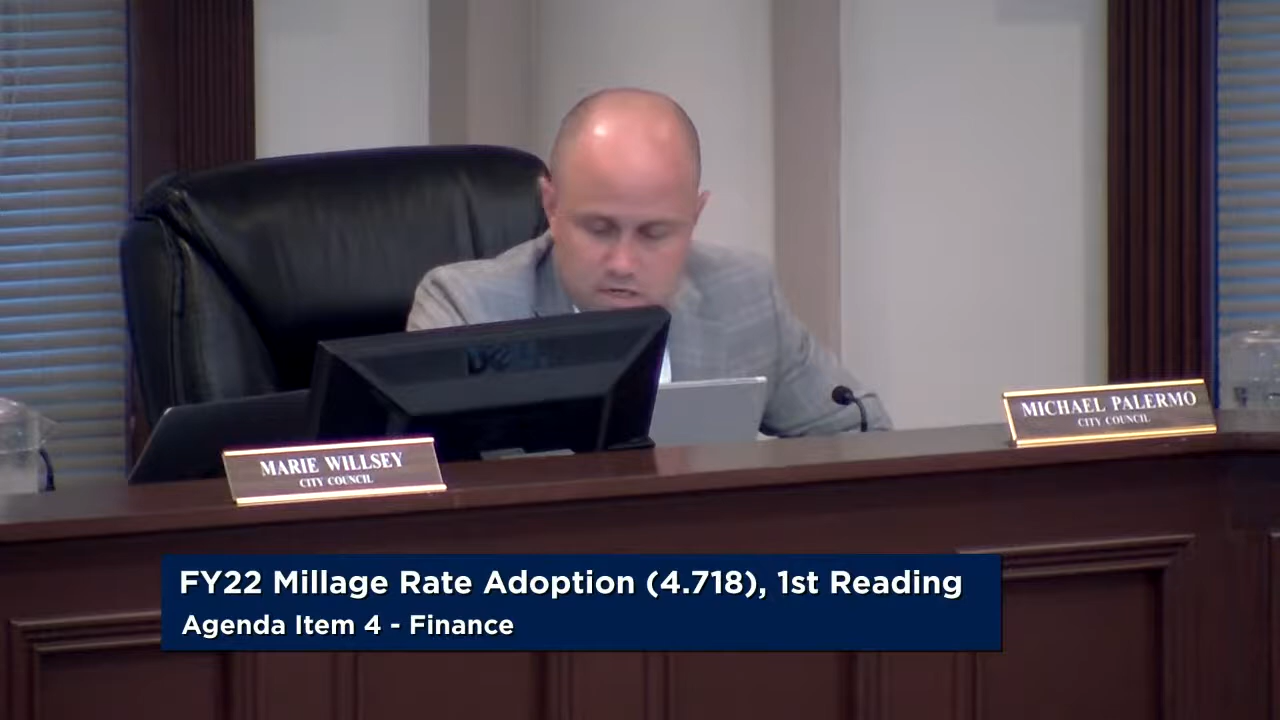 MARIE WILLSEY
CITY COUNCIL
MICHAEL PALERMO
CITY COUNCIL
FY22 Millage Rate Adoption (4.718), 1st Reading
Agenda Item 4 - Finance